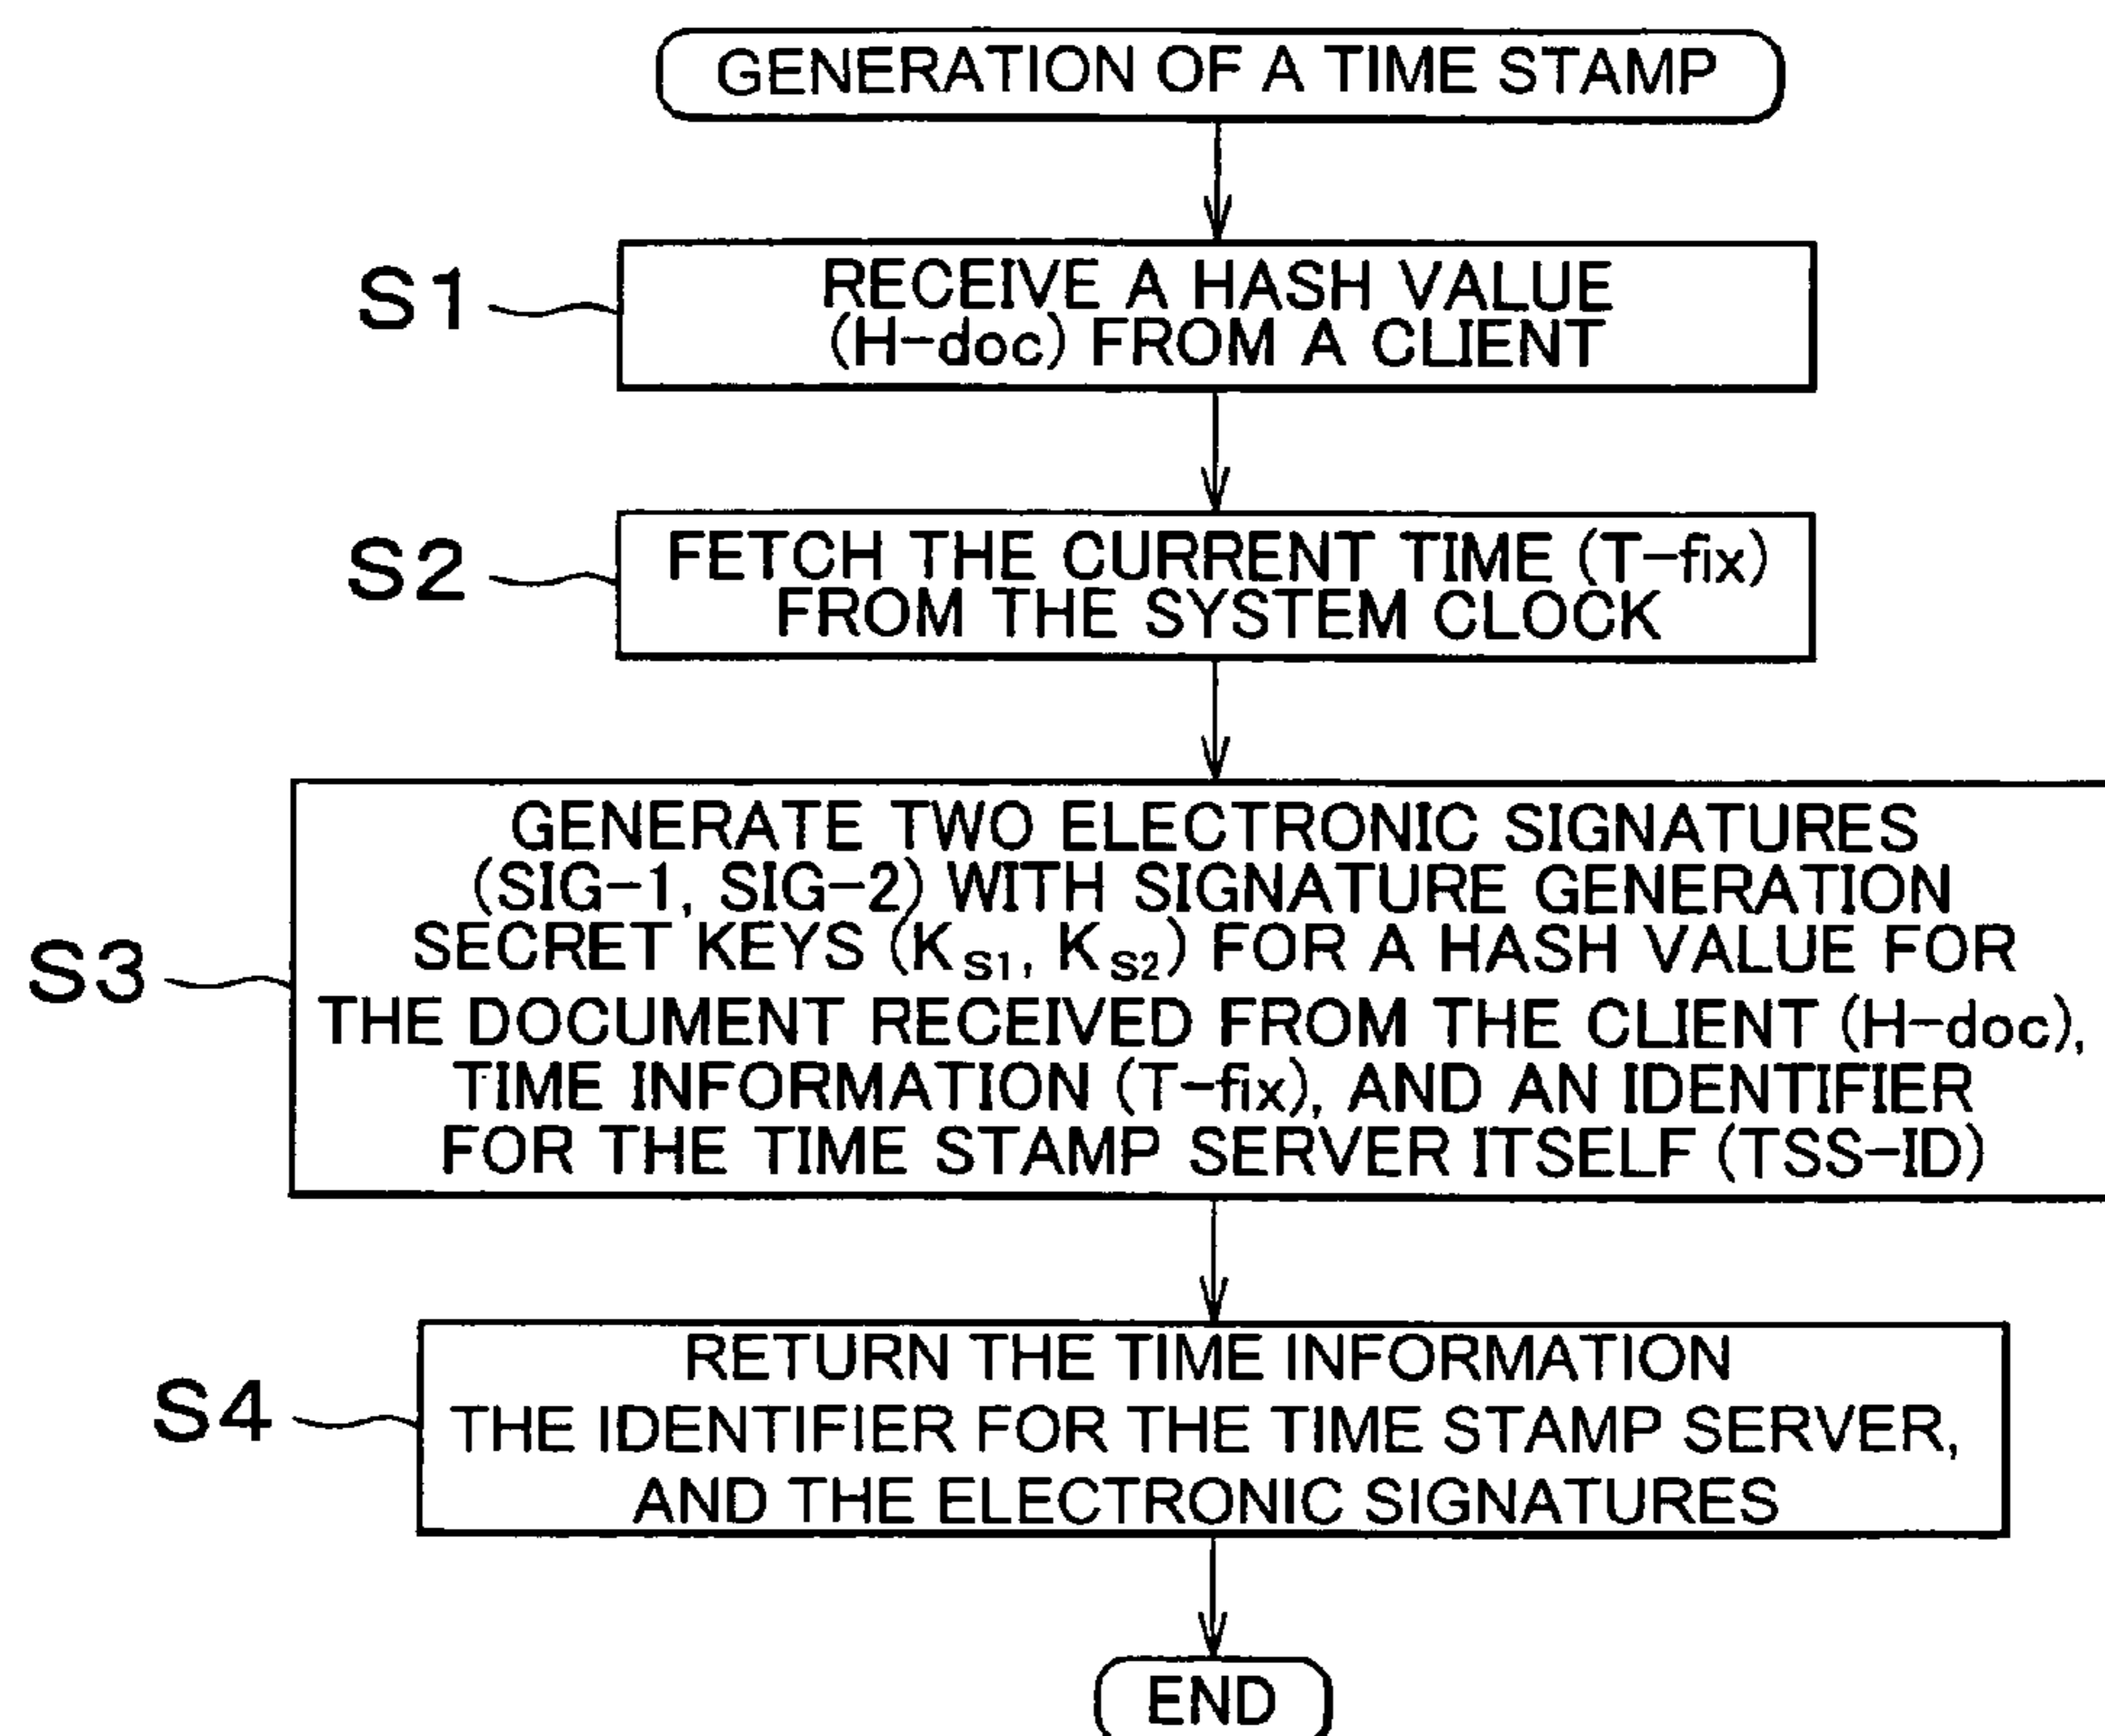 GENERATION OF A TIME STAMP
S1
RECEIVE A HASH VALUE
(H-doc) FROM A CLIENT
S2
FETCH THE CURRENT TIME (T-fix)
FROM THE SYSTEM CLOCK
S3
GENERATE TWO ELECTRONIC SIGNATURES
(SIG-1, SIG-2) WITH SIGNATURE GENERATION
SECRET KEYS (K S1, K S2) FOR A HASH VALUE FOR
THE DOCUMENT RECEIVED FROM THE CLIENT (H-doc),
TIME INFORMATION (T-fix), AND AN IDENTIFIER
FOR THE TIME STAMP SERVER ITSELF (TSS-ID)
S4
RETURN THE TIME INFORMATION
THE IDENTIFIER FOR THE TIME STAMP SERVER,
AND THE ELECTRONIC SIGNATURES
END